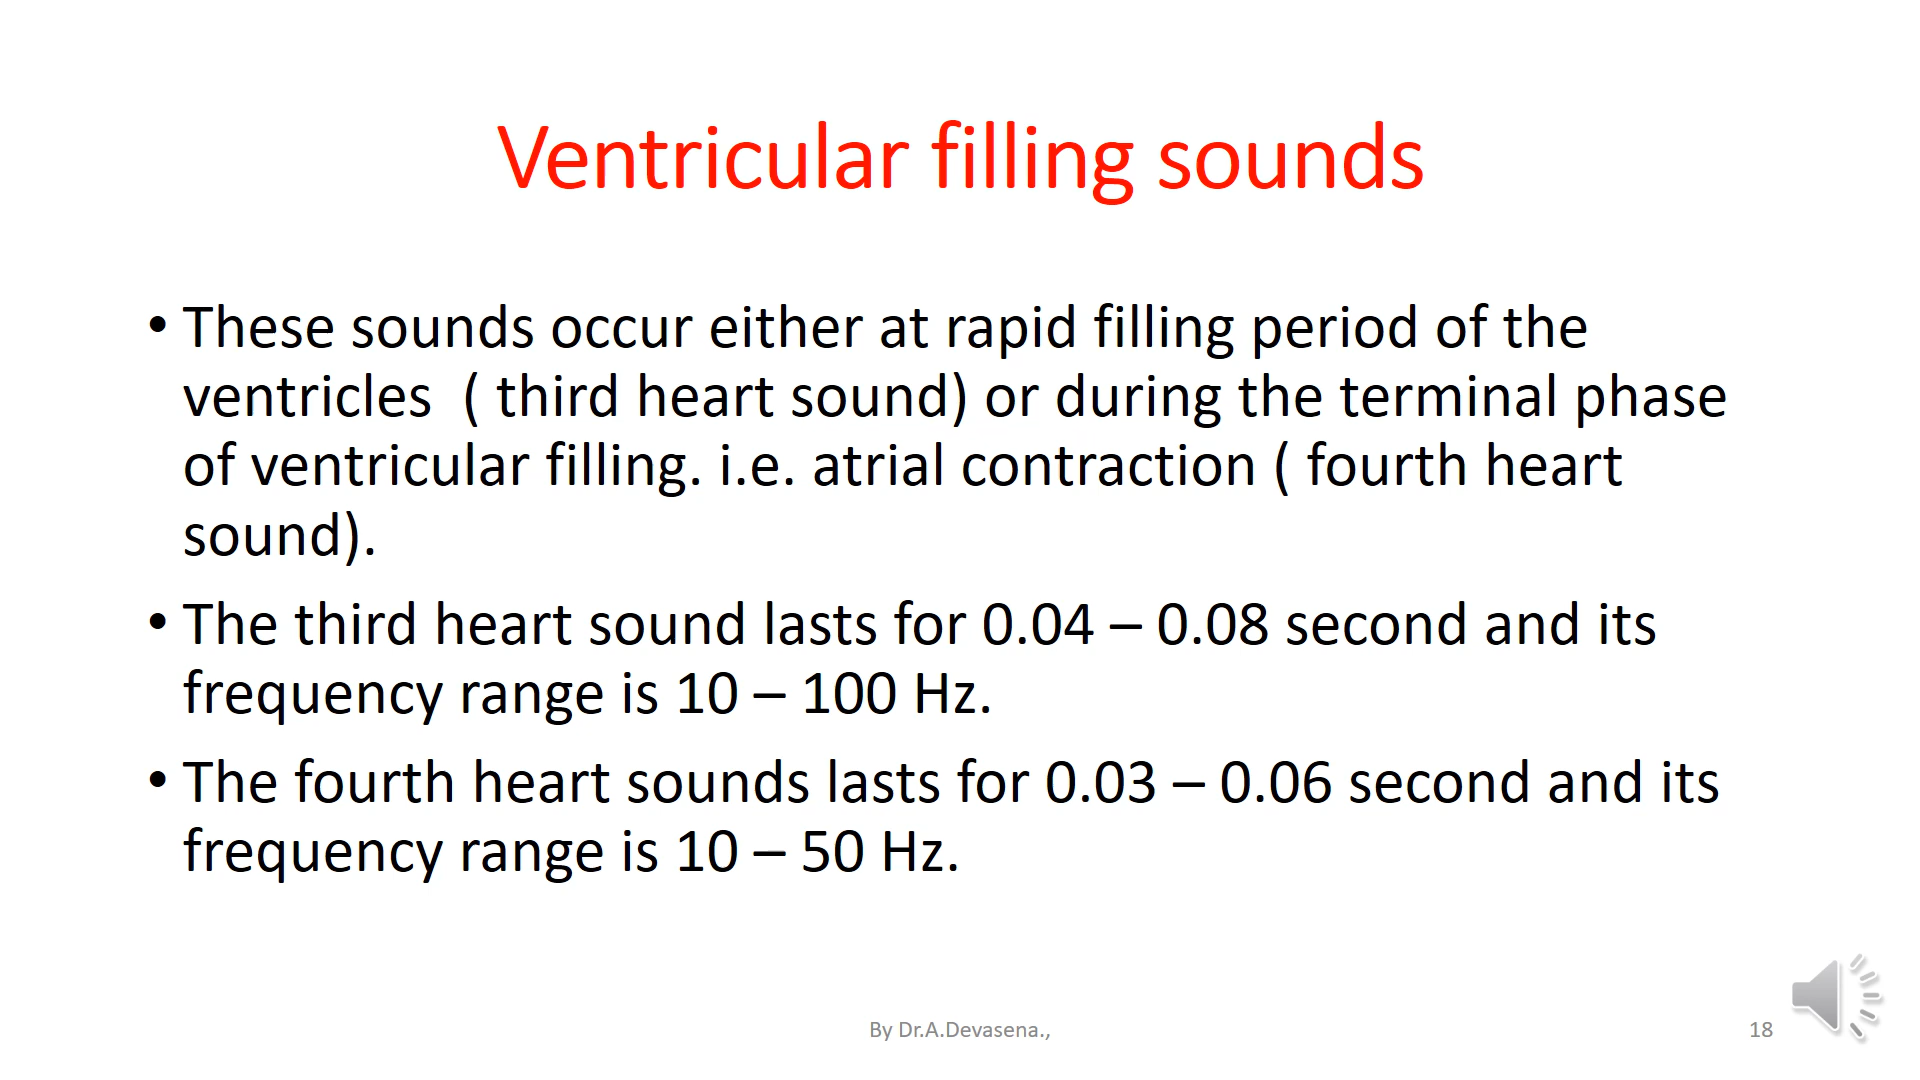 Ventricular filling sounds
• These sounds occur either at rapid filling period of the
ventricles  ( third heart sound) or during the terminal phase
of ventricular filling. i.e. atrial contraction ( fourth heart
sound).
• The third heart sound lasts for 0.04 – 0.08 second and its
frequency range is 10 – 100 Hz.
• The fourth heart sounds lasts for 0.03 – 0.06 second and its
frequency range is 10 – 50 Hz.
By Dr.A.Devasena.,
18